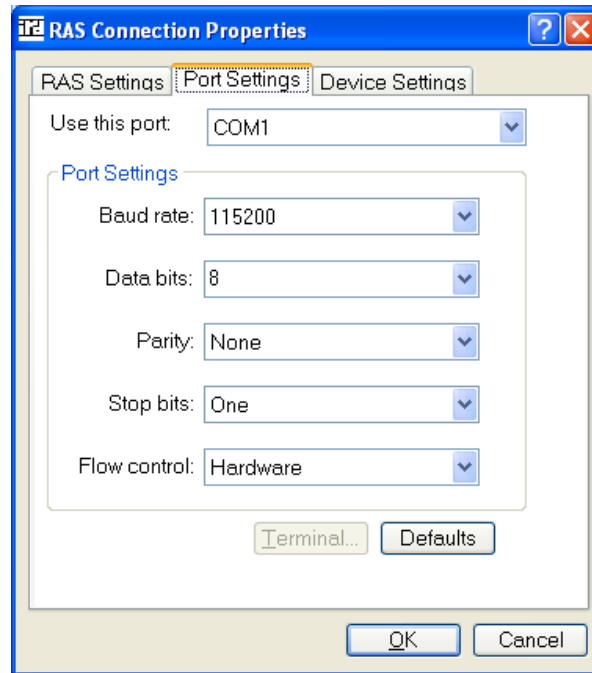 RAS Connection Properties
RAS Settings Port Settings Device Settings
Use this port: COM1
Port Settings
Baud rate: 115200
Data bits: 8
Parity: None
Stop bits: One
Flow control: Hardware
Terminal... Defaults
OK Cancel